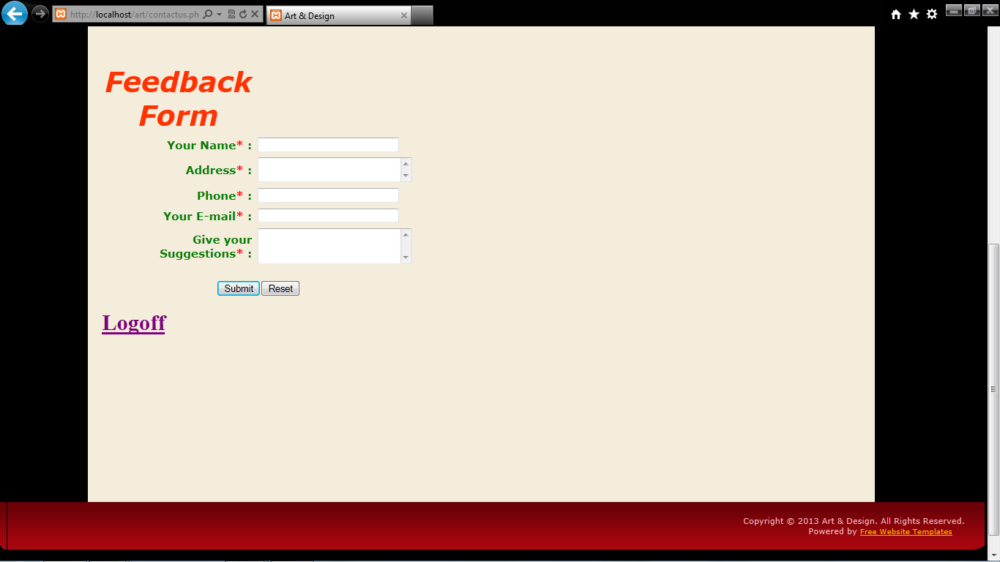 http://localhost/art/contactus.ph
Art & Design
Feedback
Form
Your Name* :
Address* :
Phone* :
Your E-mail* :
Give your
Suggestions* :
Submit Reset
Logoff
Copyright © 2013 Art & Design. All Rights Reserved.
Powered by Free Website Templates